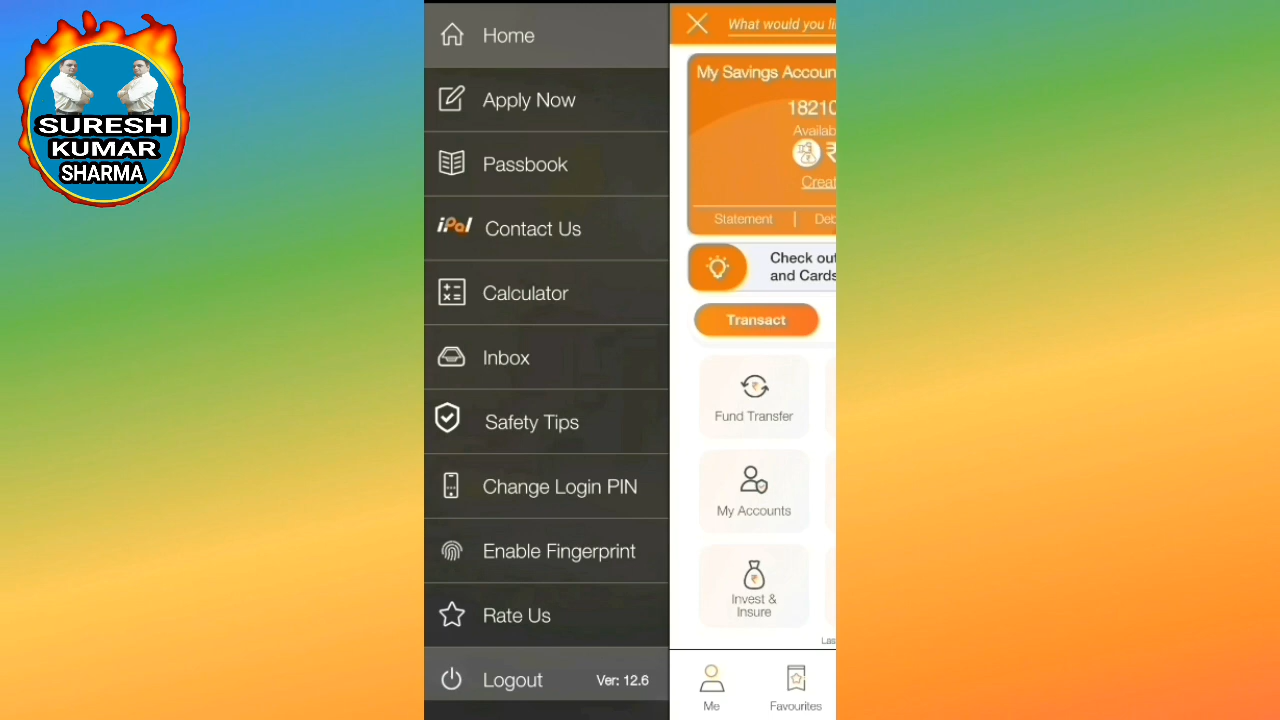 SURESH
KUMAR
SHARMA
Home
Apply Now
Passbook
iPal Contact Us
Calculator
Inbox
Safety Tips
Change Login PIN
Enable Fingerprint
Rate Us
Logout Ver: 12.6
What would you li
My Savings Accoun
18210
Availab
₹
Creat
Statement | Deb
Check out
and Cards
Transact
Fund Transfer
My Accounts
Invest &
Insure
Las
Me Favourites